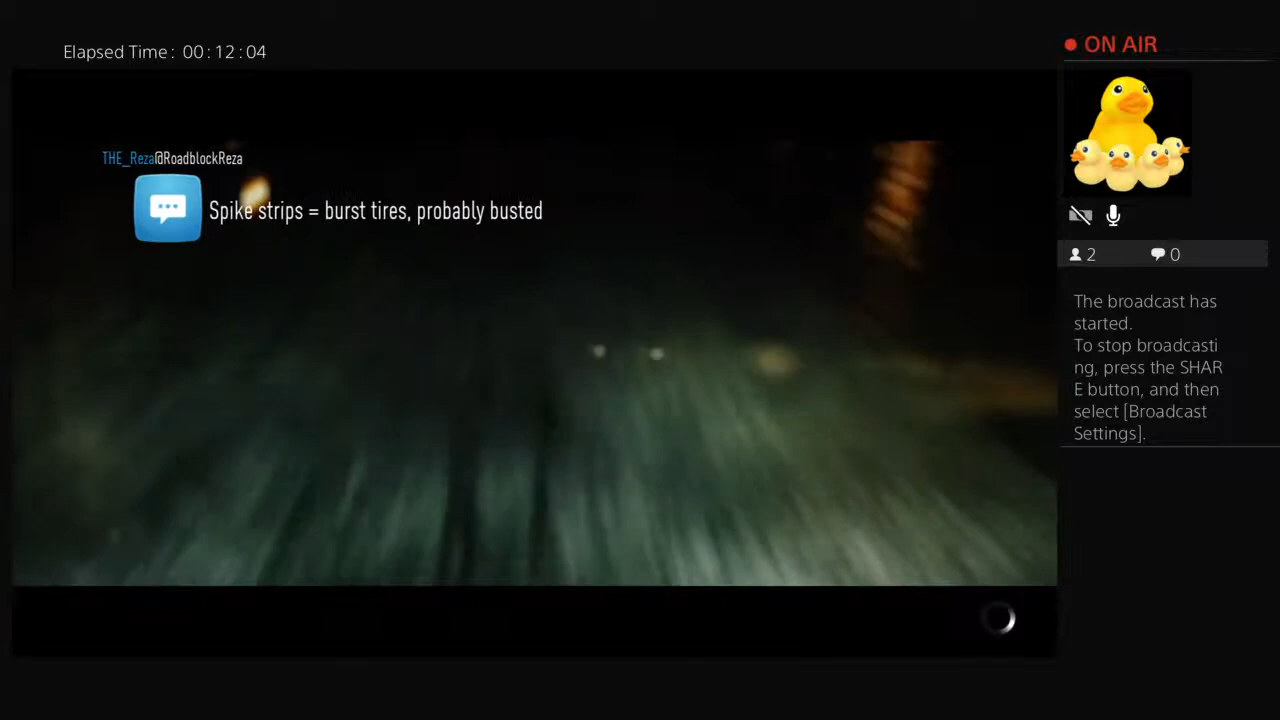 Elapsed Time: 00:12:04
ON AIR
THE_Reza@RoadblockReza
Spike strips = burst tires, probably busted
2 0
The broadcast has
started.
To stop broadcasti
ng, press the SHAR
E button, and then
select [Broadcast
Settings].